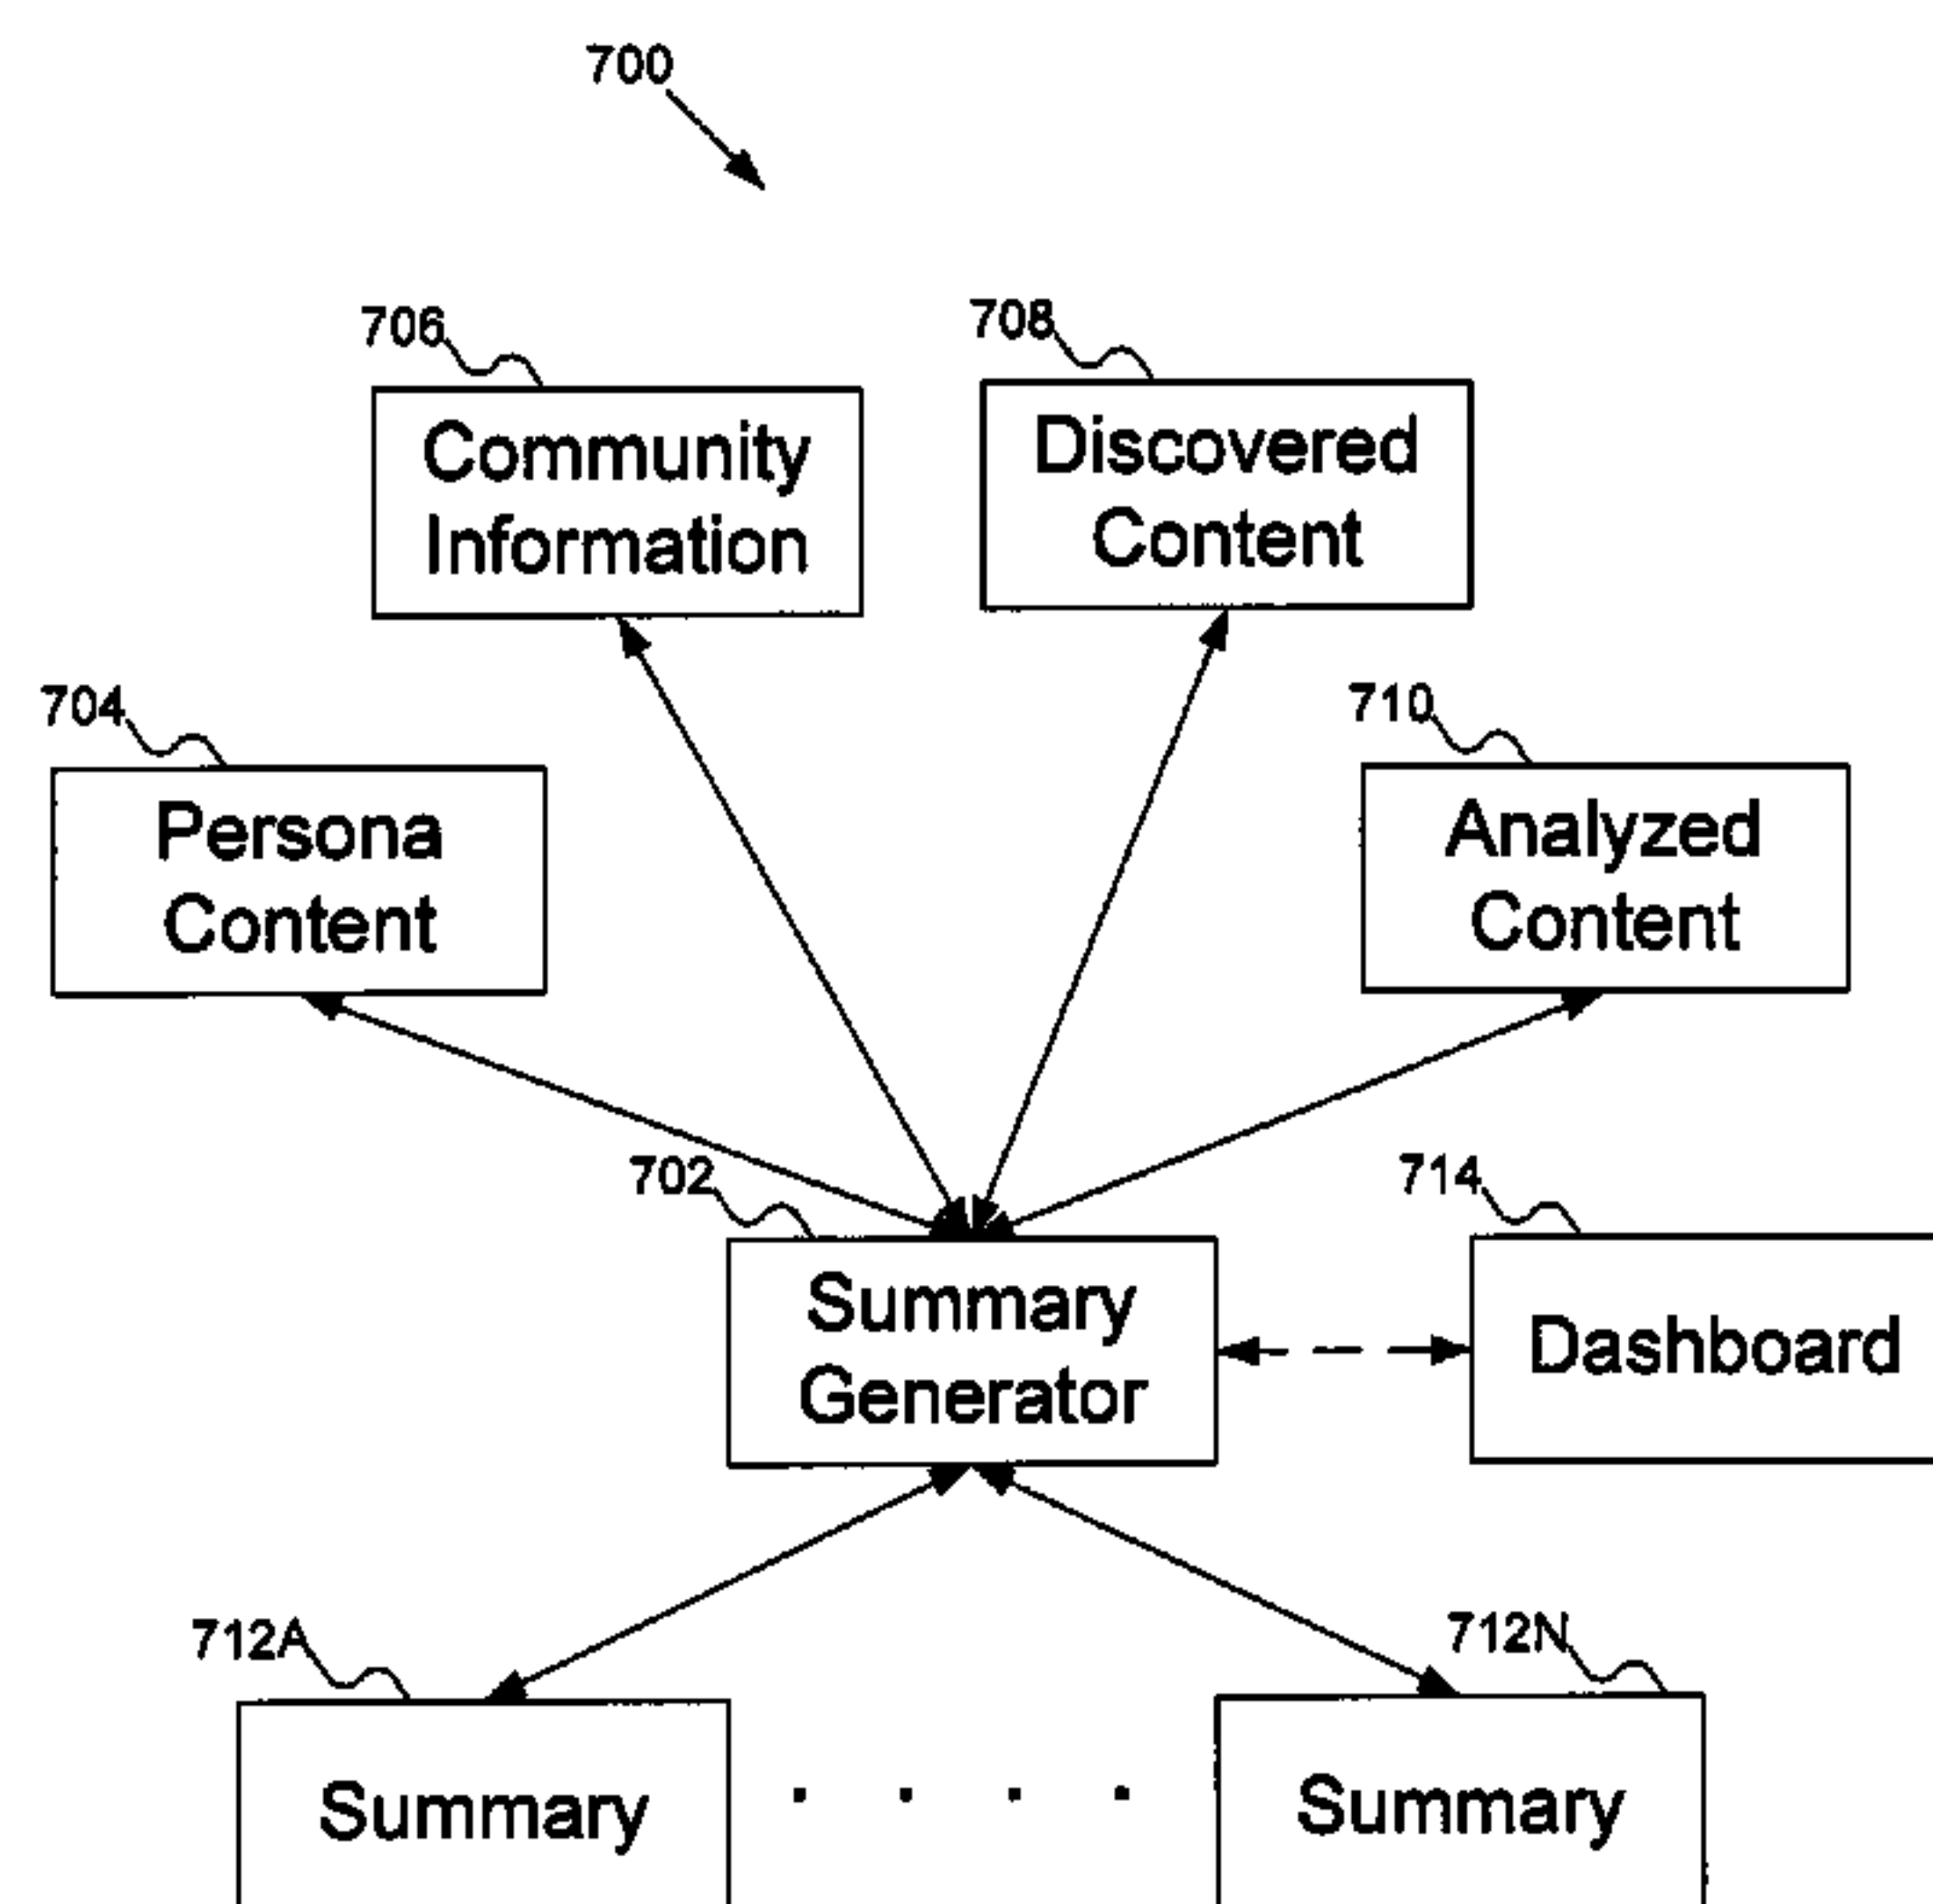 700
706
708
Community
Information
Discovered
Content
704
710
Persona
Content
Analyzed
Content
702
714
Summary
Generator
Dashboard
712A
712N
Summary
Summary